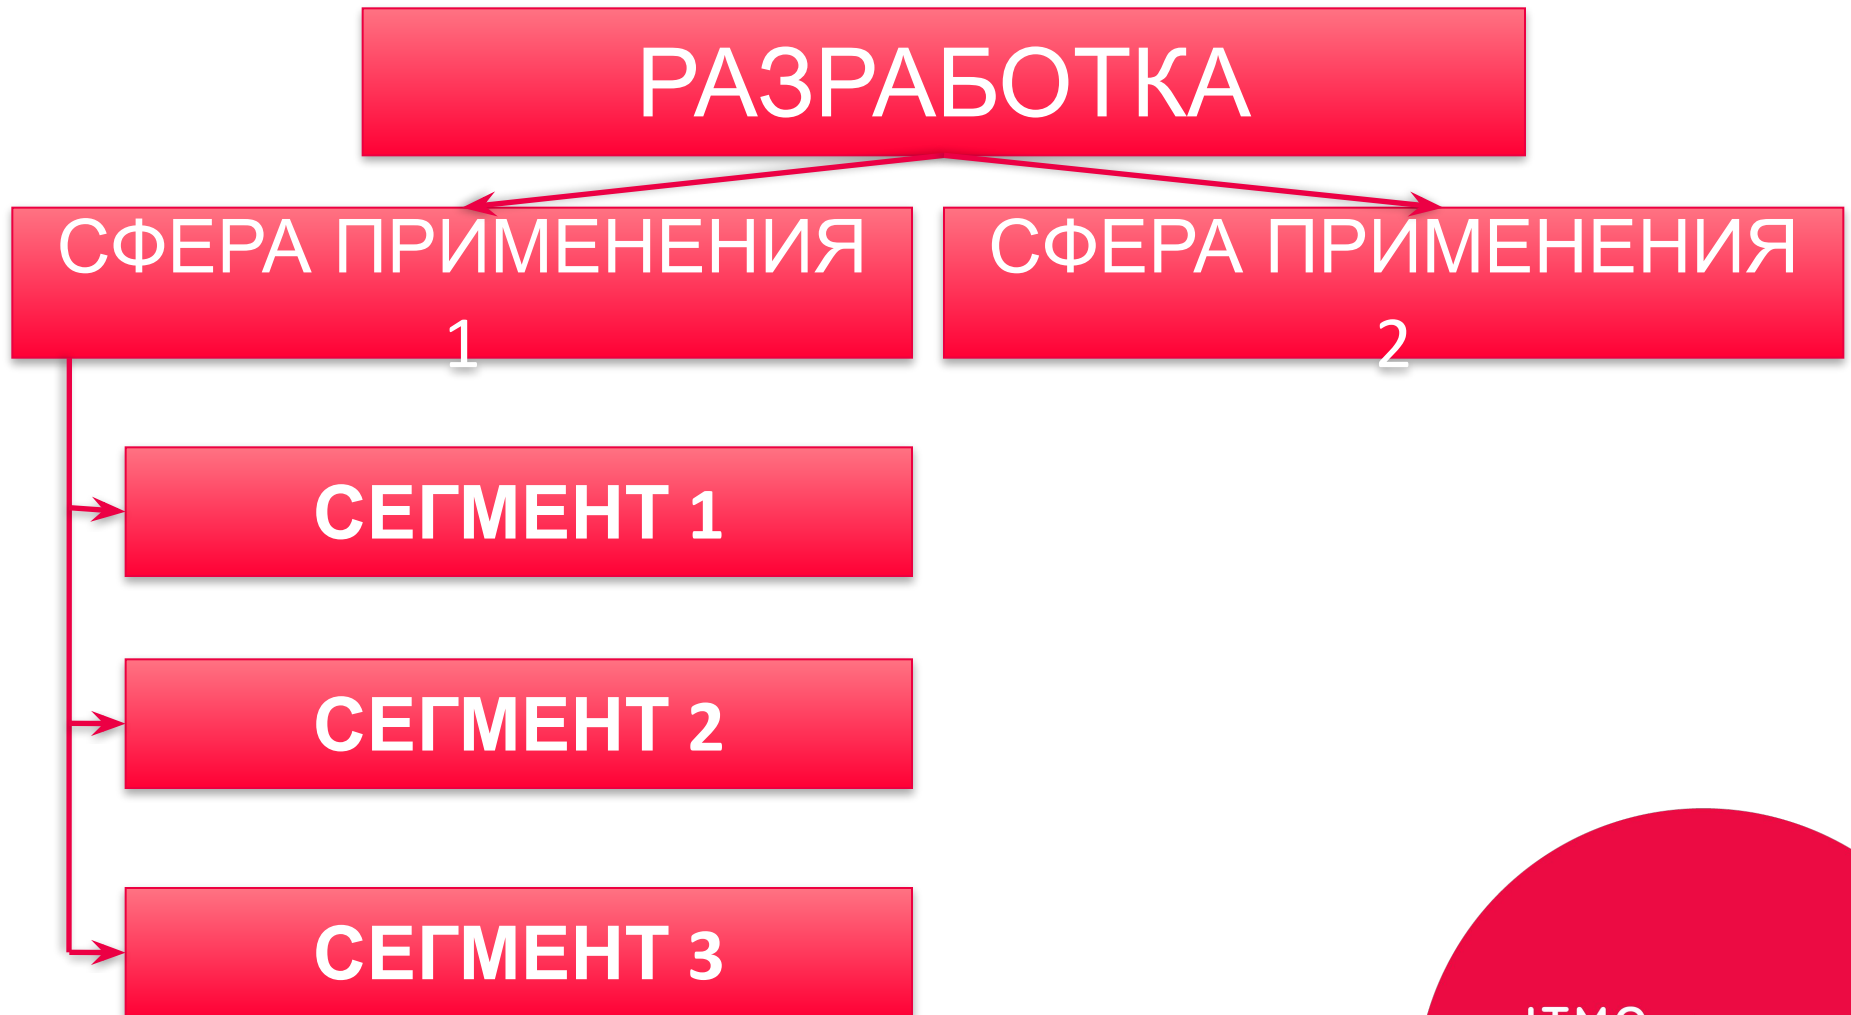 РАЗРАБОТКА
СФЕРА ПРИМЕНЕНИЯ
1
СФЕРА ПРИМЕНЕНИЯ
2
СЕГМЕНТ 1
СЕГМЕНТ 2
СЕГМЕНТ 3